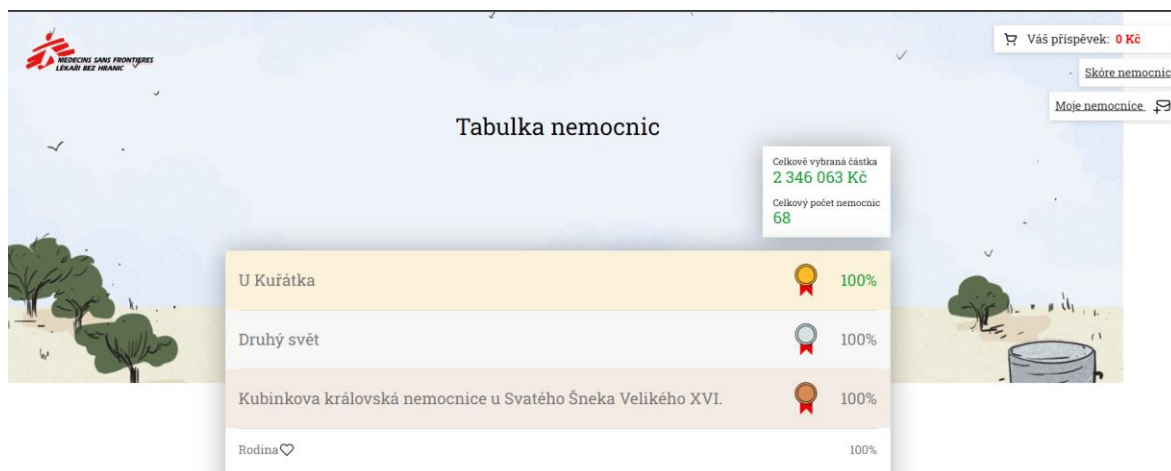 MEDECINS SANS FRONTIERES
LÉKAŘI BEZ HRANIC
Váš příspěvek: 0 Kč
Skóre nemocnic
Moje nemocnice
Tabulka nemocnic
Celkově vybraná částka
2 346 063 Kč
Celkový počet nemocnic
68
U Kuřátka 100%
Druhý svět 100%
Kubinkova královská nemocnice u Svatého Šneka Velikého XVI. 100%
Rodina♡ 100%